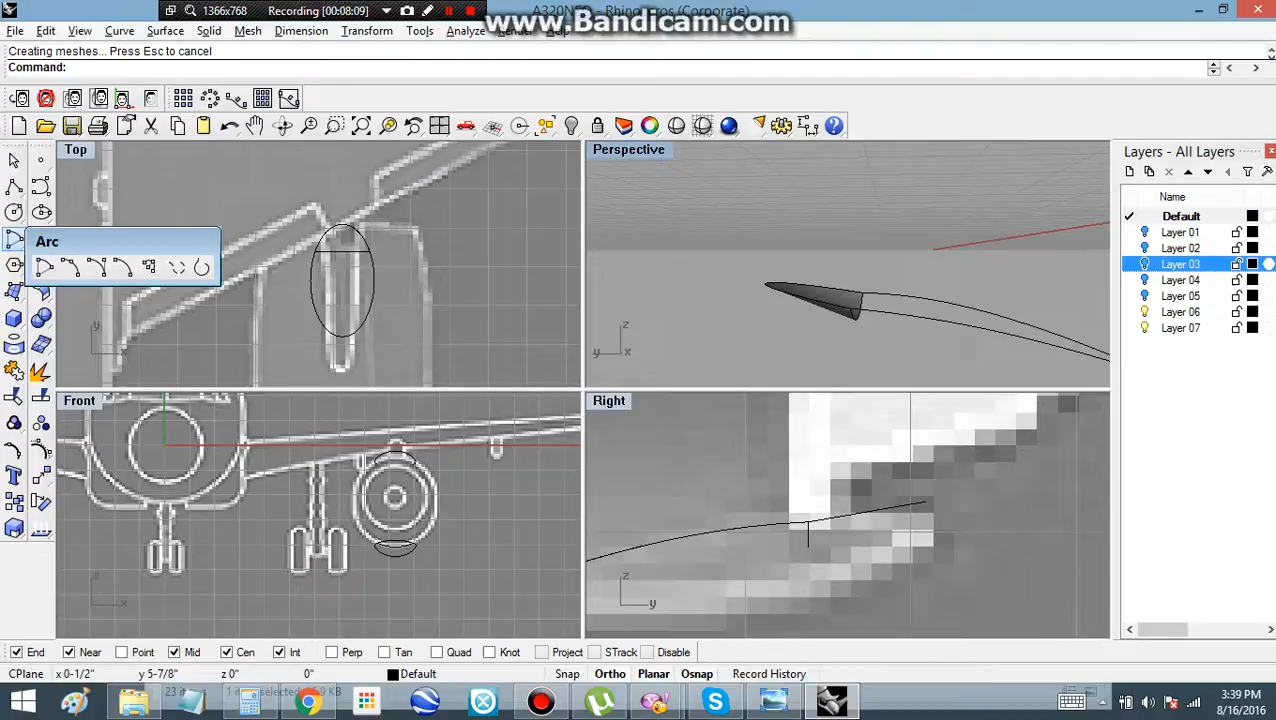 1366x768 Recording [00:08:09]
www.Bandicam.com
File Edit View Curve Surface Solid Mesh Dimension Transform Tools Analyze Render Help
Creating meshes... Press Esc to cancel
Command:
Top
Perspective
Layers - All Layers
Name
Default
Arc
Layer 01
Layer 02
Layer 03
Layer 04
Layer 05
Layer 06
Layer 07
y
x
z
y
x
Front
Right
z
x
z
y
End Near Point Mid Cen Int Perp Tan Quad Knot Project STrack Disable
CPlane x 0-1/2" y 5-7/8" z 0" 0" Default Snap Ortho Planar Osnap Record History
3:39 PM
8/16/2016